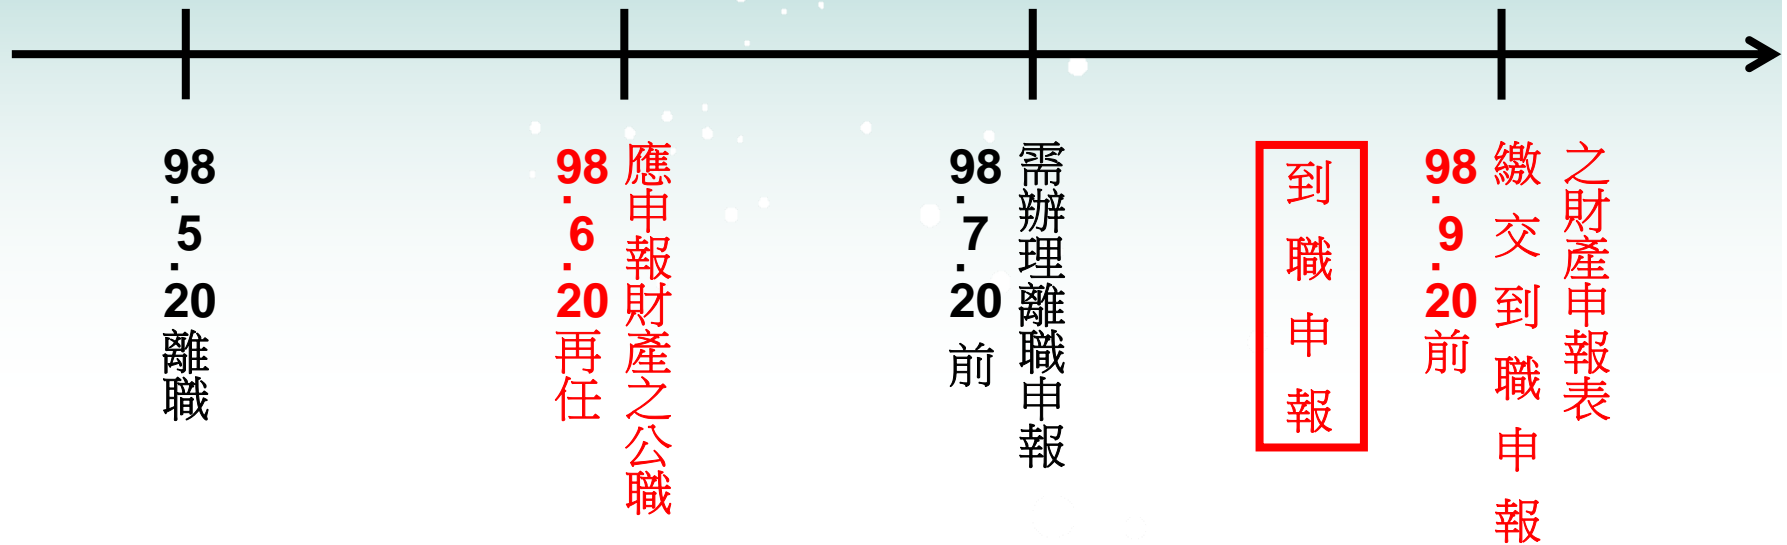 98.5.20離職
98.6.20再任
應申報財產之公職
98.7.20前
需辦理離職申報
到職申報
98.9.20前
繳交到職申報
之財產申報表